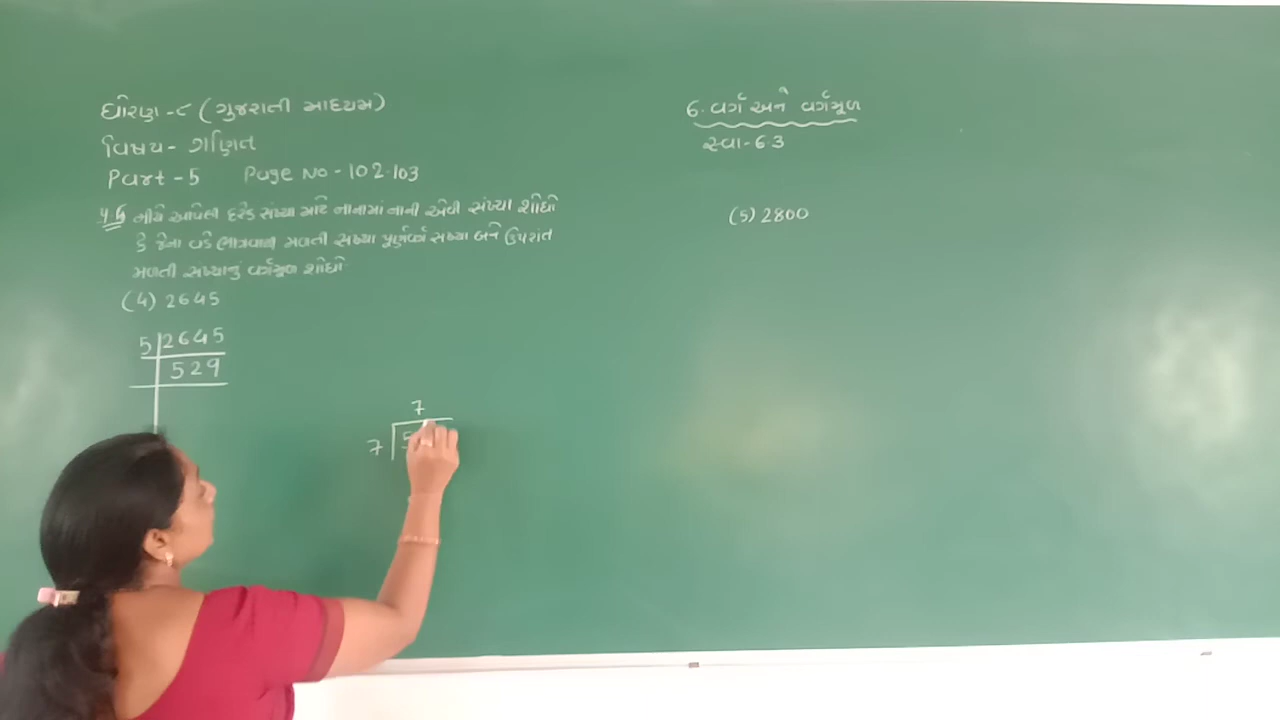 ધોરણ-૮ (ગુજરાતી માધ્યમ)
વિષય- ગણિત
Part-5 Page No-102.103
નીચે આપેલી દરેક સંખ્યા માટે નાનામાં નાની એવી સંખ્યા શોધો
કે જેના વડે ભાગવાથી મળતી સંખ્યા પૂર્ણવર્ગ સંખ્યા બને ઉપરાંત
મળતી સંખ્યાનું વર્ગમૂળ શોધો
(4) 2645
5 2645
529
7
7 5
6. વર્ગ અને વર્ગમૂળ
સ્વા-6.3
(5) 2800